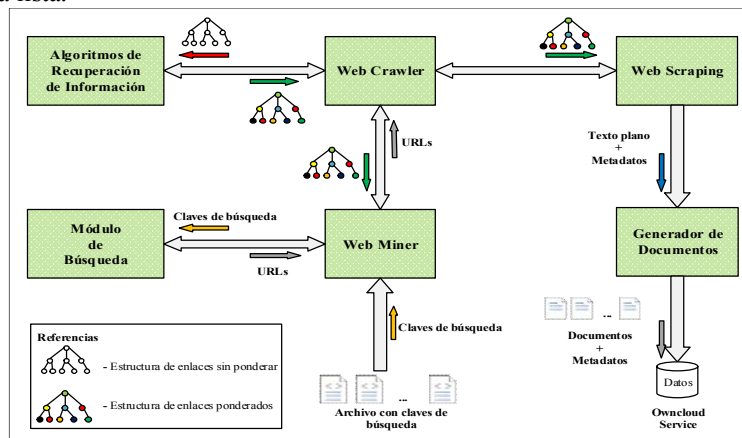 Algoritmos de
Recuperación
de Información
Web Crawler
Web Scraping
URLs
Texto plano
+
Metadatos
Módulo
de
Búsqueda
Claves de búsqueda
URLs
Web Miner
Generador de
Documentos
Claves de búsqueda
...
Documentos
+
Metadatos
Referencias
- Estructura de enlaces sin ponderar
- Estructura de enlaces ponderados
...
Archivo con claves de
búsqueda
Datos
Owncloud
Service